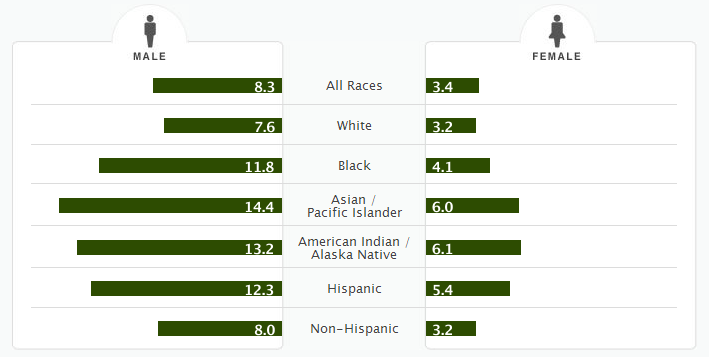 MALE
FEMALE
8.3 All Races 3.4
7.6 White 3.2
11.8 Black 4.1
14.4 Asian / 6.0
Pacific Islander
13.2 American Indian / 6.1
Alaska Native
12.3 Hispanic 5.4
8.0 Non-Hispanic 3.2